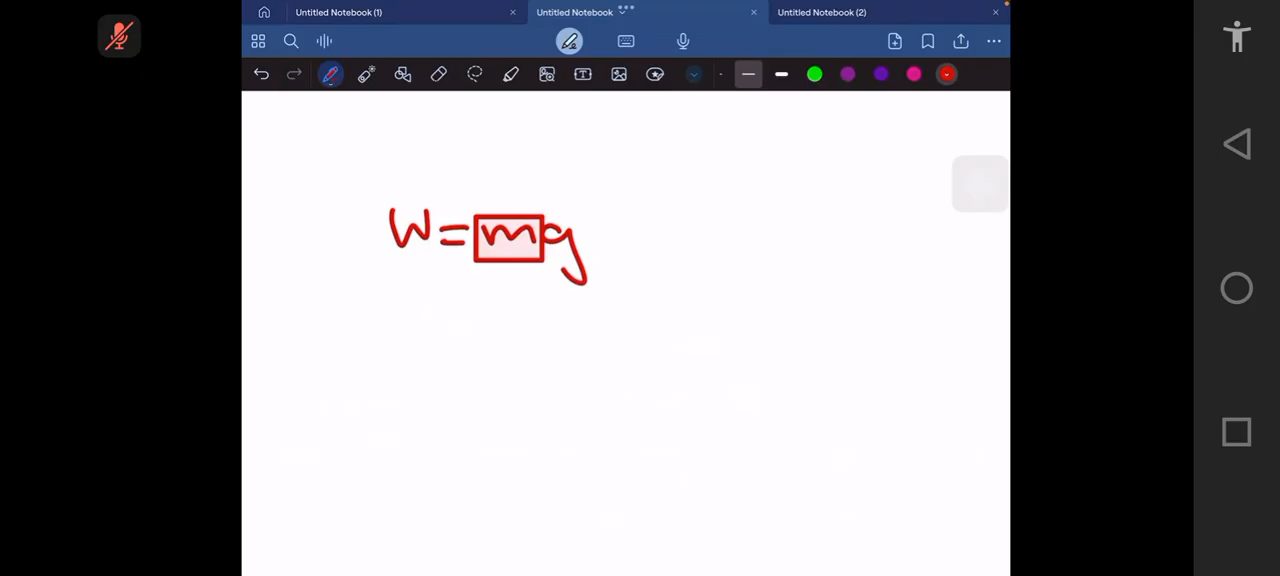 Untitled Notebook (1)
Untitled Notebook
Untitled Notebook (2)
W = mg